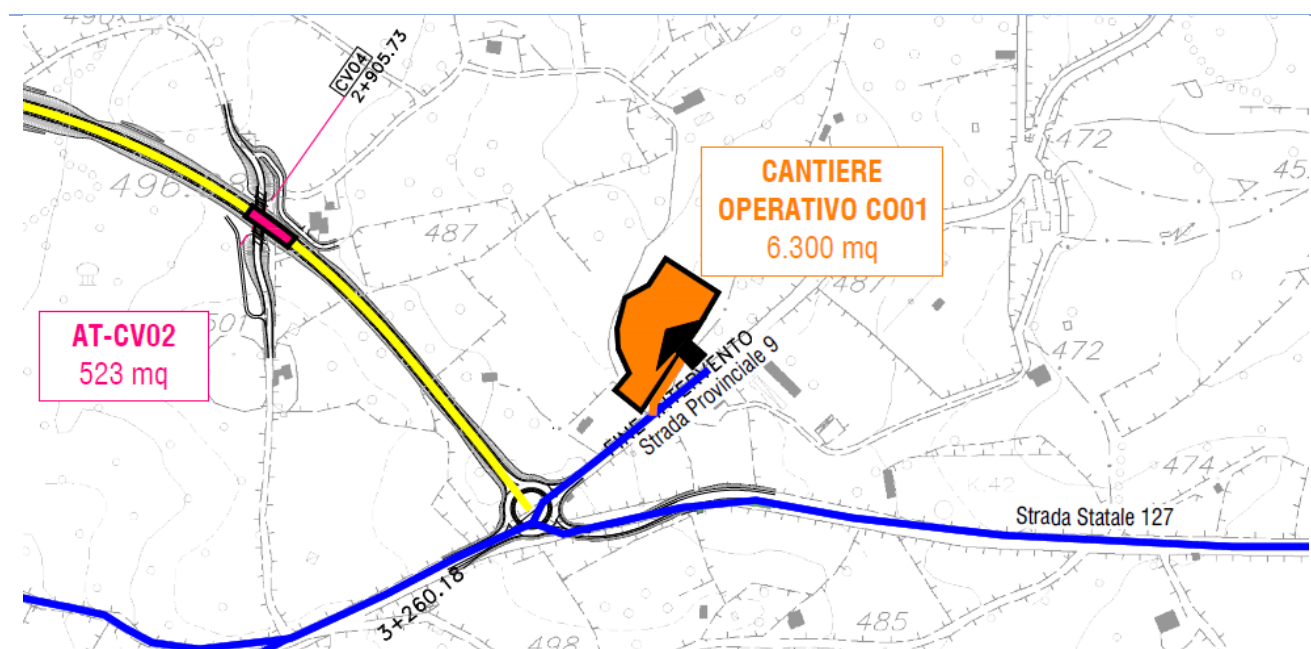 CV04
2+905.73
496
472
45
CANTIERE
OPERATIVO CO01
6.300 mq
487
487
AT-CV02
523 mq
501
472
FINE INTERVENTO
Strada Provinciale 9
474
K 42
Strada Statale 127
3+260.18
485
498